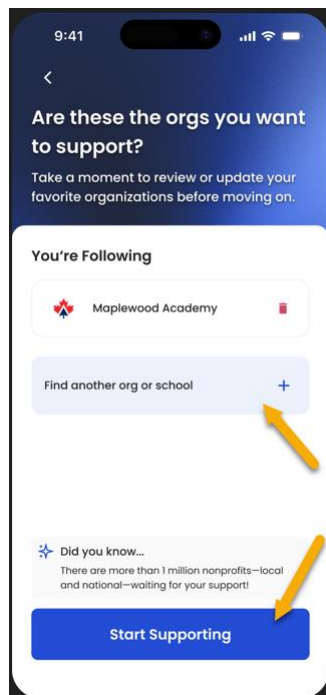 9:41
Are these the orgs you want
to support?
Take a moment to review or update your
favorite organizations before moving on.
You're Following
Maplewood Academy
Find another org or school
Did you know...
There are more than 1 million nonprofits—local
and national—waiting for your support!
Start Supporting